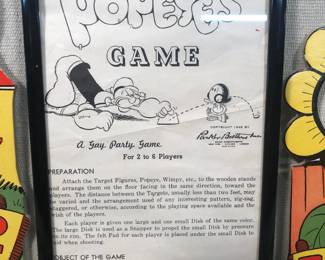 POPEYE'S
GAME
COPYRIGHT
Parker Brothers Inc
A Gay Party Game
For 2 to 6 Players
PREPARATION
Attach the Target Figures, Popeye, Wimpy, etc., to the wooden stands
and arrange them on the floor facing in the same direction, toward the
players. The distance between the Targets, usually less than two feet, may
be varied and the arrangement used of any interesting pattern, zig-zag,
staggered, or otherwise, according to the playing space available and the
wish of the players.
Each player is given one large and one small Disk of the same color.
The large Disk is used as a Snapper to propel the small Disk by pressure
on its rim. The felt Pad for each player is placed under the small Disk to
aid when shooting.
OBJECT OF THE GAME